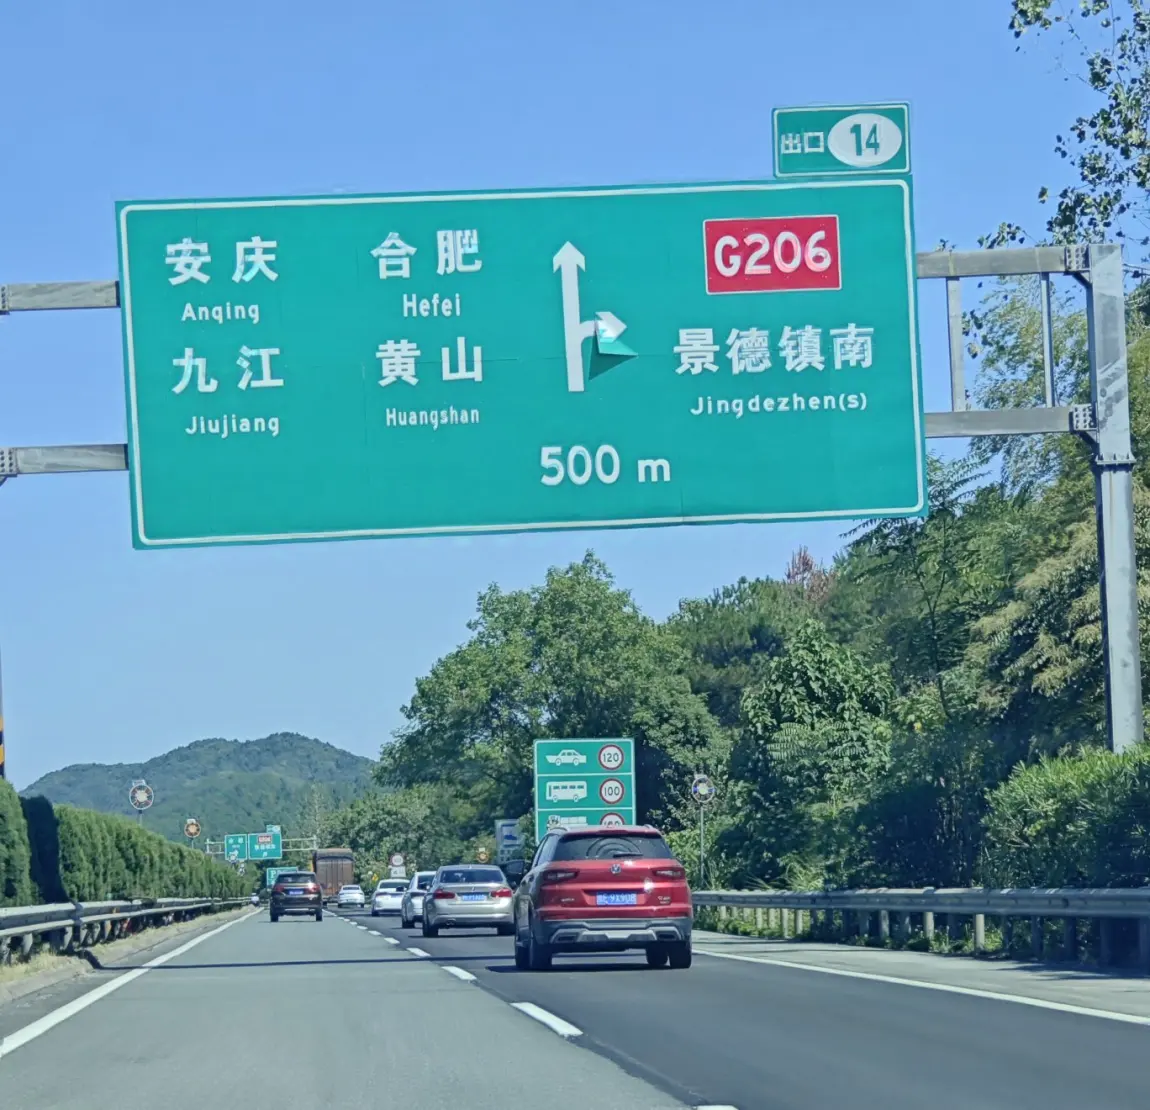 出口 14
安庆 合肥
Anqing Hefei
九江 黄山
Jiujiang Huangshan
G206
景德镇南
Jingdezhen(s)
500 m
120
100